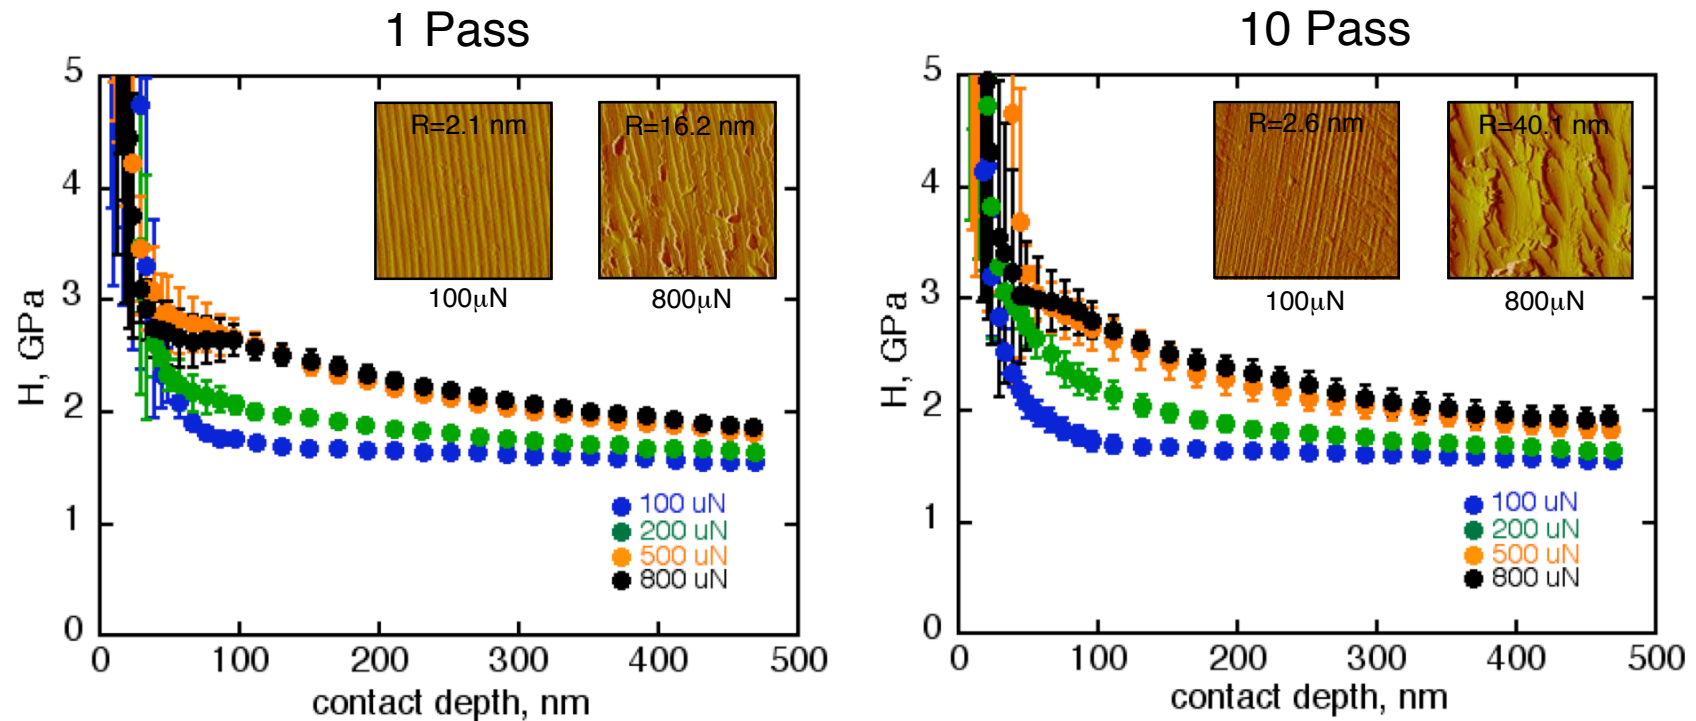 1 Pass
5
4
3
2
1
0
H, GPa
R=2.1 nm
R=16.2 nm
100μN
800μN
100 uN
200 uN
500 uN
800 uN
0 100 200 300 400 500
contact depth, nm
10 Pass
5
4
3
2
1
0
H, GPa
R=2.6 nm
R=40.1 nm
100μN
800μN
100 uN
200 uN
500 uN
800 uN
0 100 200 300 400 500
contact depth, nm